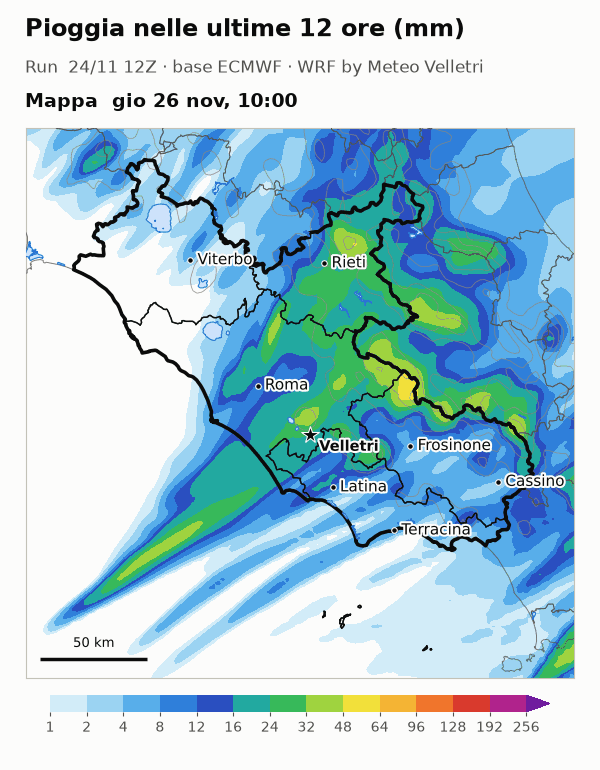 Pioggia nelle ultime 12 ore (mm)
Run 24/11 12Z · base ECMWF · WRF by Meteo Velletri
Mappa gio 26 nov, 10:00
Viterbo
Rieti
Roma
Velletri
Frosinone
Latina
Cassino
Terracina
50 km
1 2 4 8 12 16 24 32 48 64 96 128 192 256